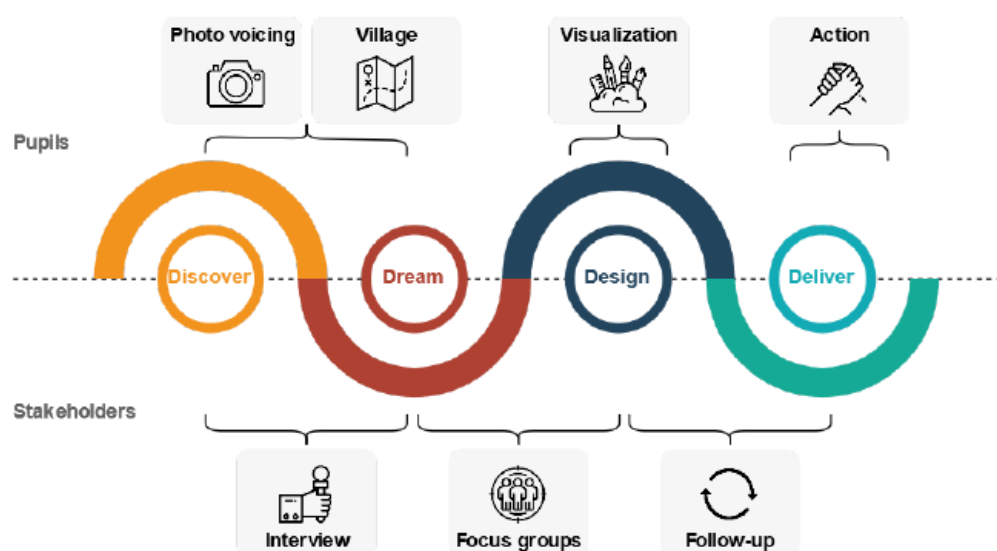 Photo voicing
Village
Visualization
Action
Pupils
Discover
Dream
Design
Deliver
Stakeholders
Interview
Focus groups
Follow-up